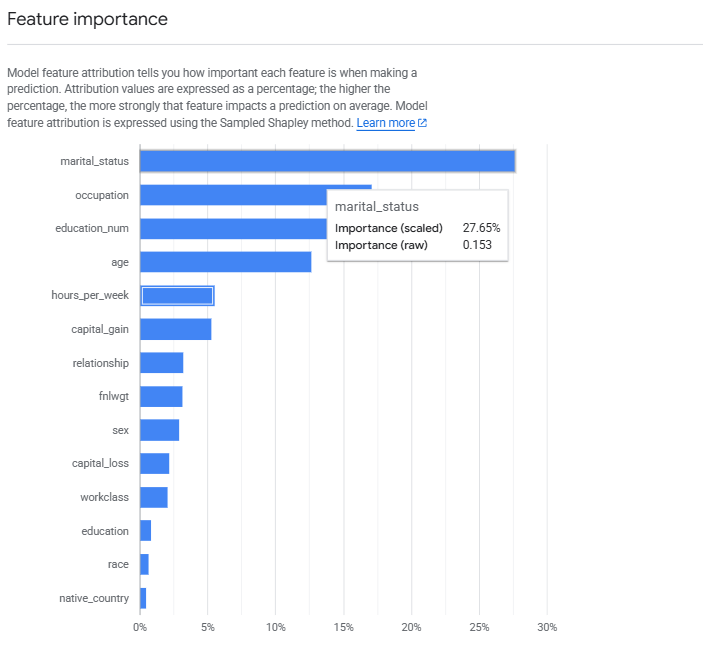 Feature importance
Model feature attribution tells you how important each feature is when making a
prediction. Attribution values are expressed as a percentage; the higher the
percentage, the more strongly that feature impacts a prediction on average. Model
feature attribution is expressed using the Sampled Shapley method. Learn more
marital_status
occupation
marital_status
education_num
Importance (scaled) 27.65%
Importance (raw) 0.153
age
hours_per_week
capital_gain
relationship
fnlwgt
sex
capital_loss
workclass
education
race
native_country
0% 5% 10% 15% 20% 25% 30%